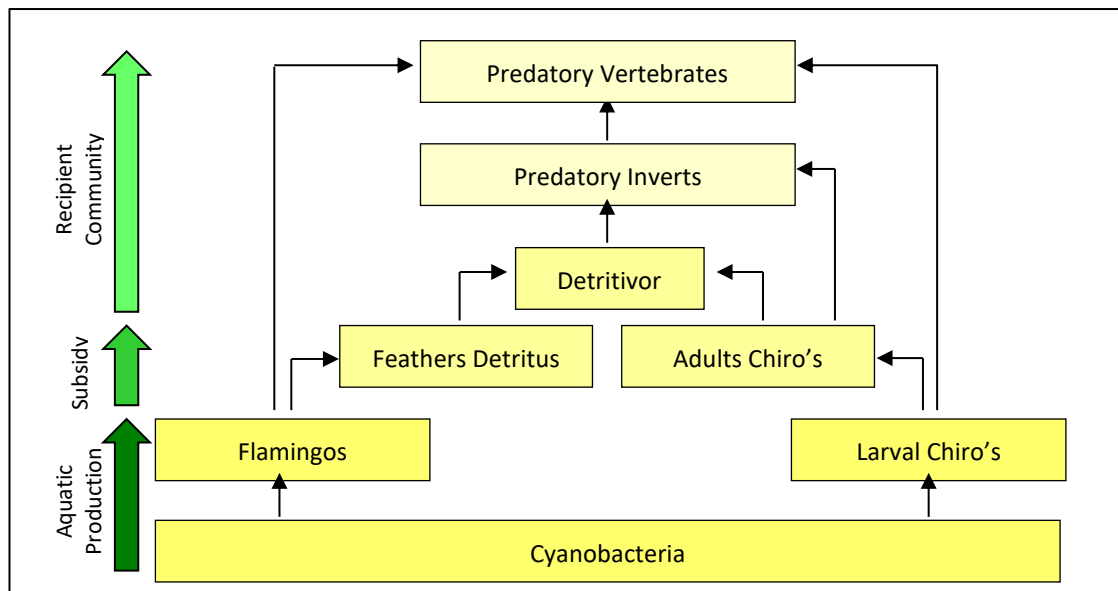 Predatory Vertebrates
Recipient
Community
Predatory Inverts
Detritivor
Subsidy
Feathers Detritus
Adults Chiro's
Flamingos
Larval Chiro's
Aquatic
Production
Cyanobacteria